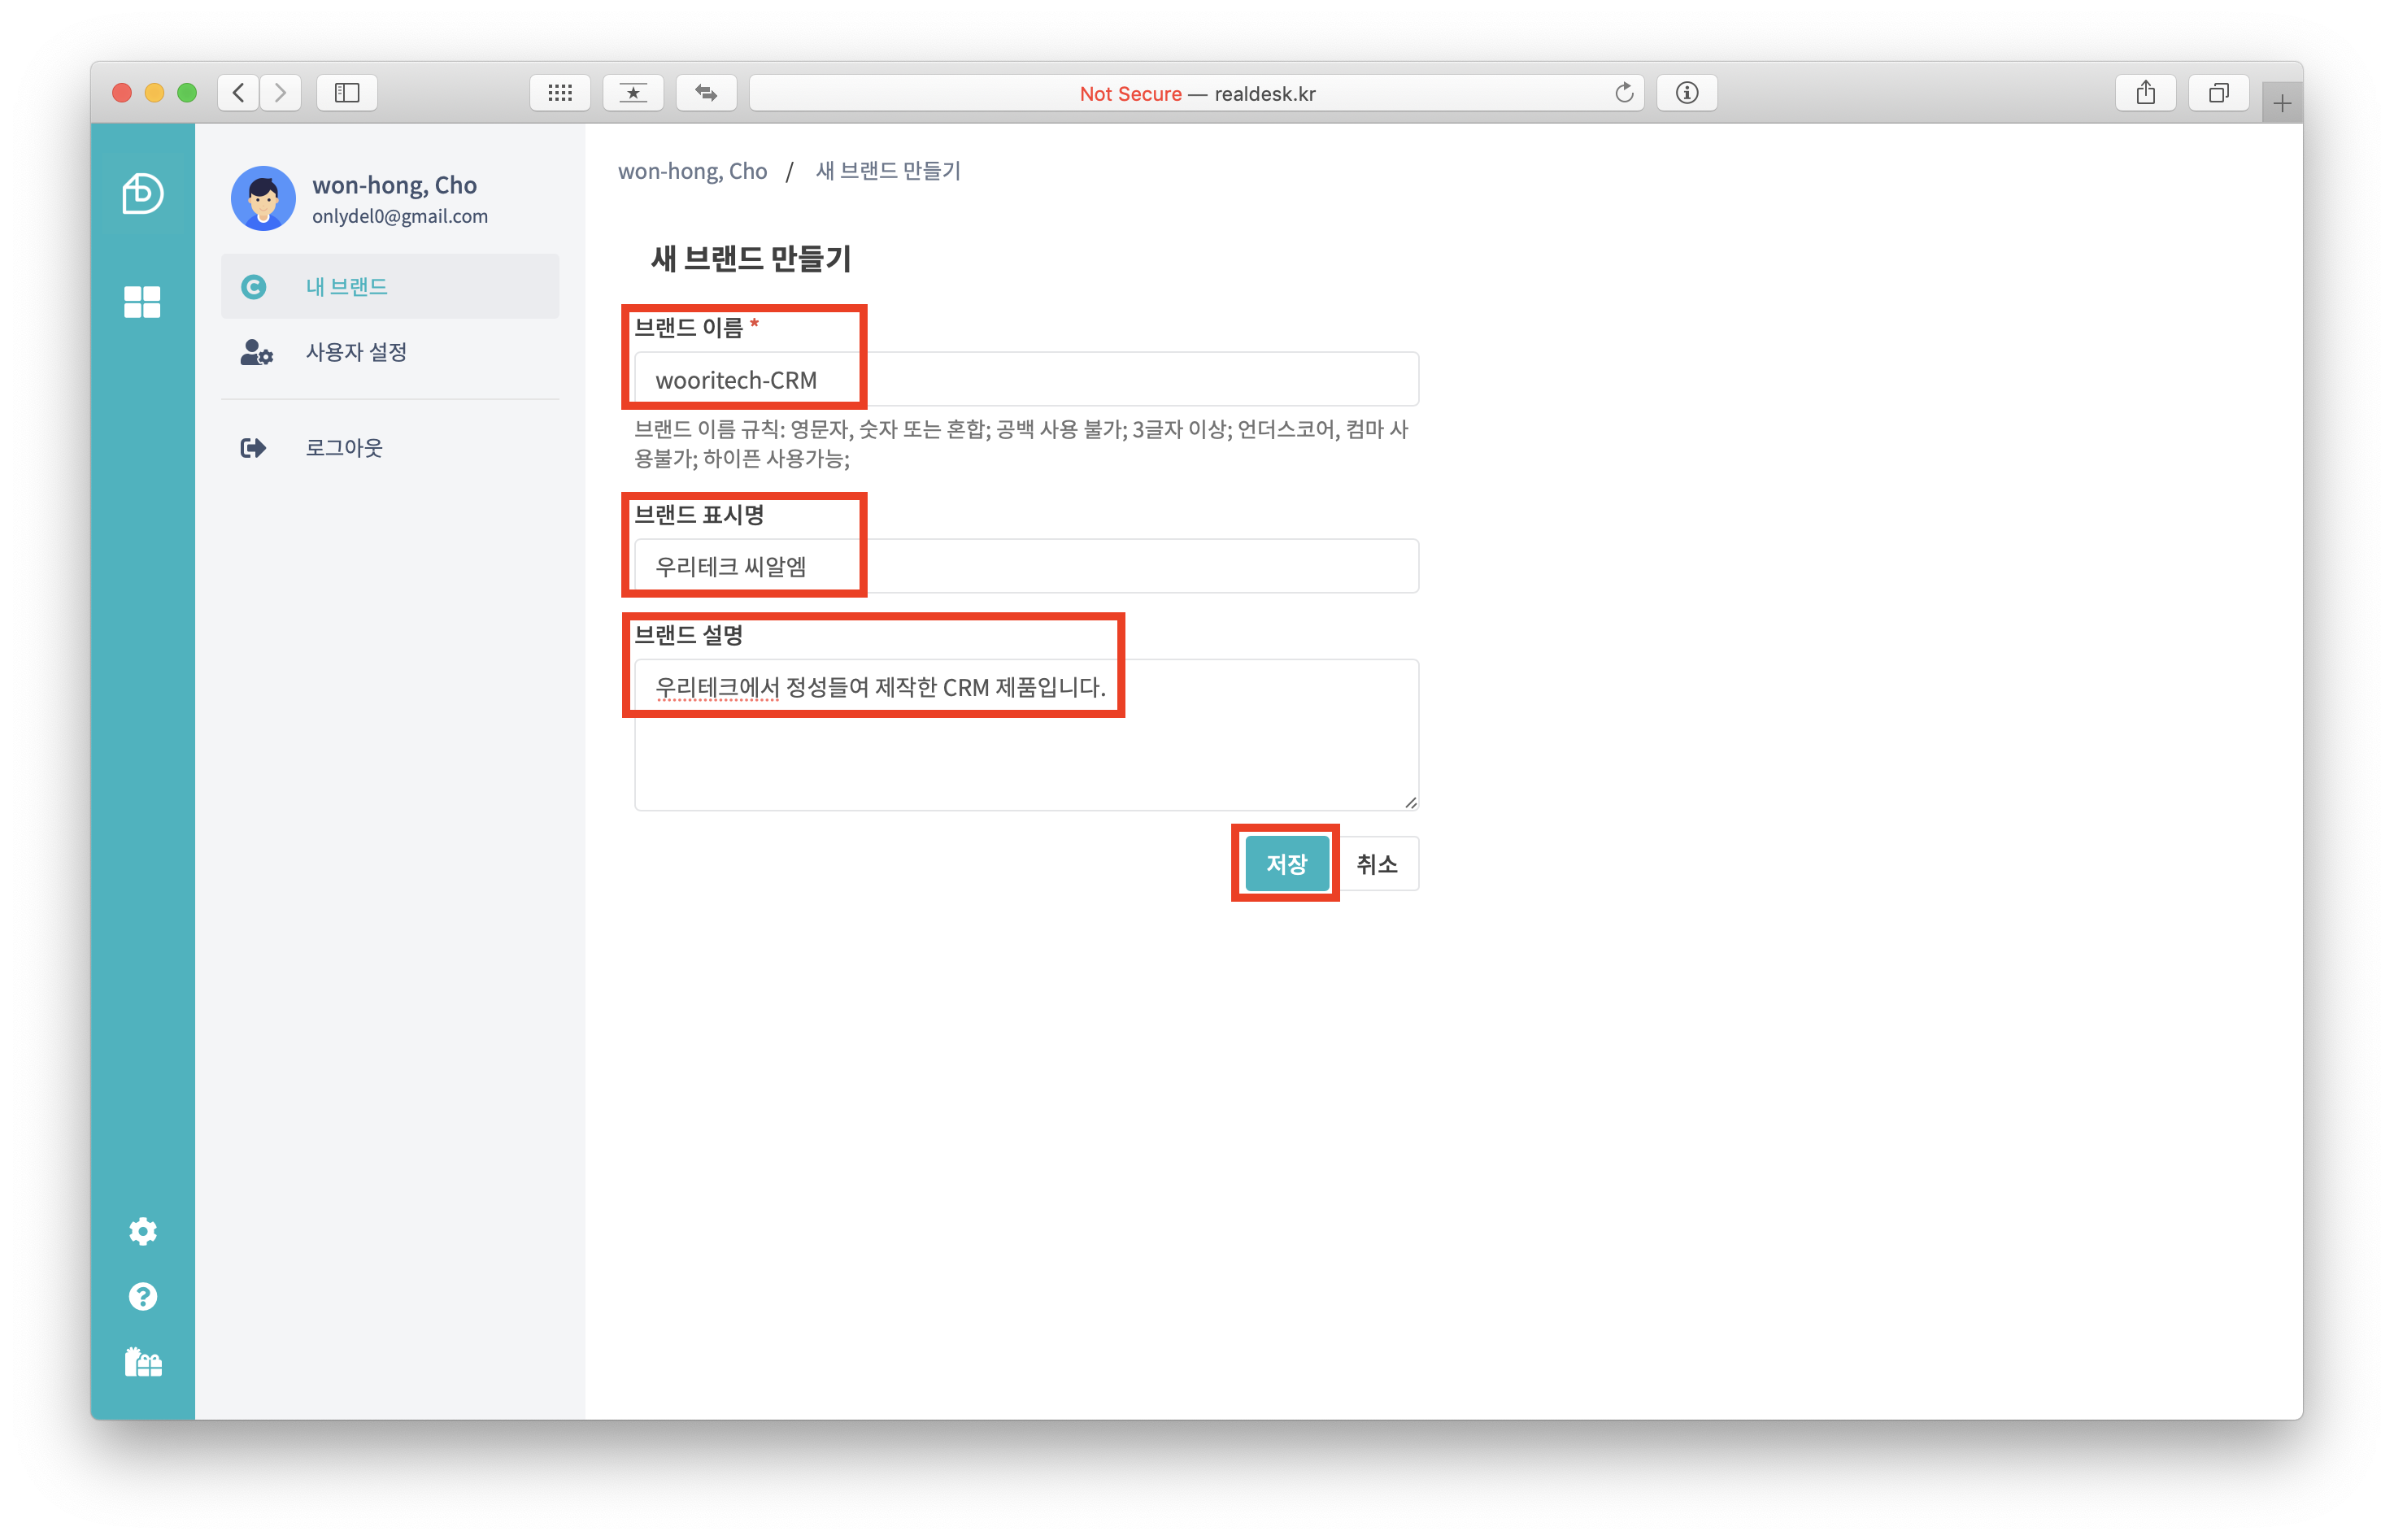 Not Secure — realdesk.kr
won-hong, Cho
onlydel0@gmail.com
내 브랜드
사용자 설정
로그아웃
won-hong, Cho / 새 브랜드 만들기
새 브랜드 만들기
브랜드 이름 *
wooritech-CRM
브랜드 이름 규칙: 영문자, 숫자 또는 혼합; 공백 사용 불가; 3글자 이상; 언더스코어, 컴마 사
용불가; 하이픈 사용가능;
브랜드 표시명
우리테크 씨알엠
브랜드 설명
우리테크에서 정성들여 제작한 CRM 제품입니다.
저장
취소